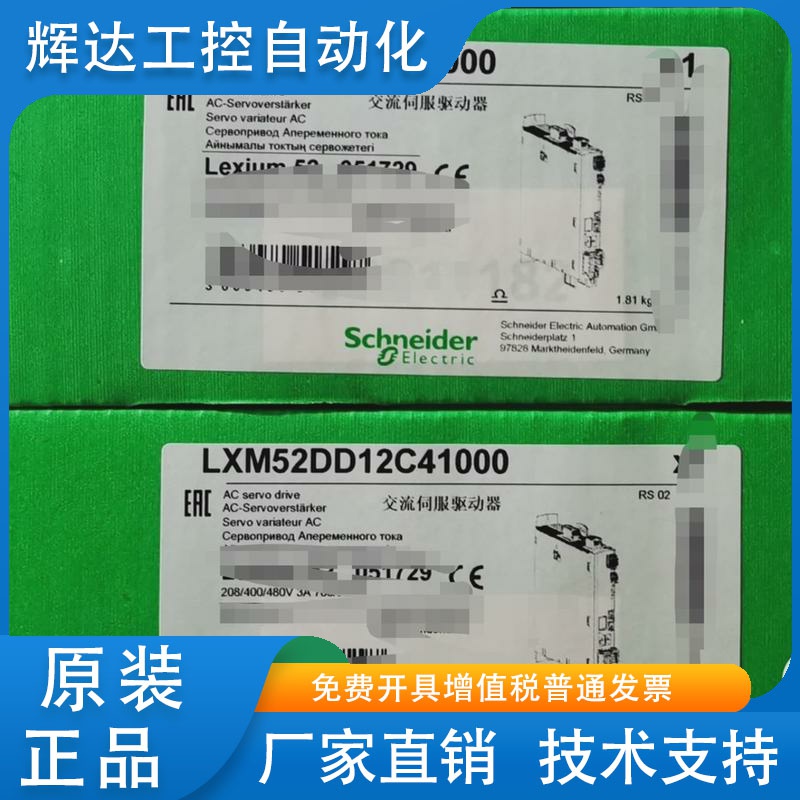 辉达工控自动化
000
1
EAC
RS
AC-Servoverstärker
交流伺服驱动器
Servo variateur AC
Сервопривод Апеременного тока
Айнымалы токтың сервожетегі
Lexium 52
051729
CE
1.81 kg
Schneider
Electric
Schneider Electric Automation Gm
Schneiderplatz 1
97828 Marktheidenfeld, Germany
LXM52DD12C41000
EAC
AC servo drive
RS 02
AC-Servoverstärker
交流伺服驱动器
Servo variateur AC
Сервопривод Апеременного тока
051729
CE
208/400/480V 3A
原装
正品
免费开具增值税普通发票
厂家直销
技术支持